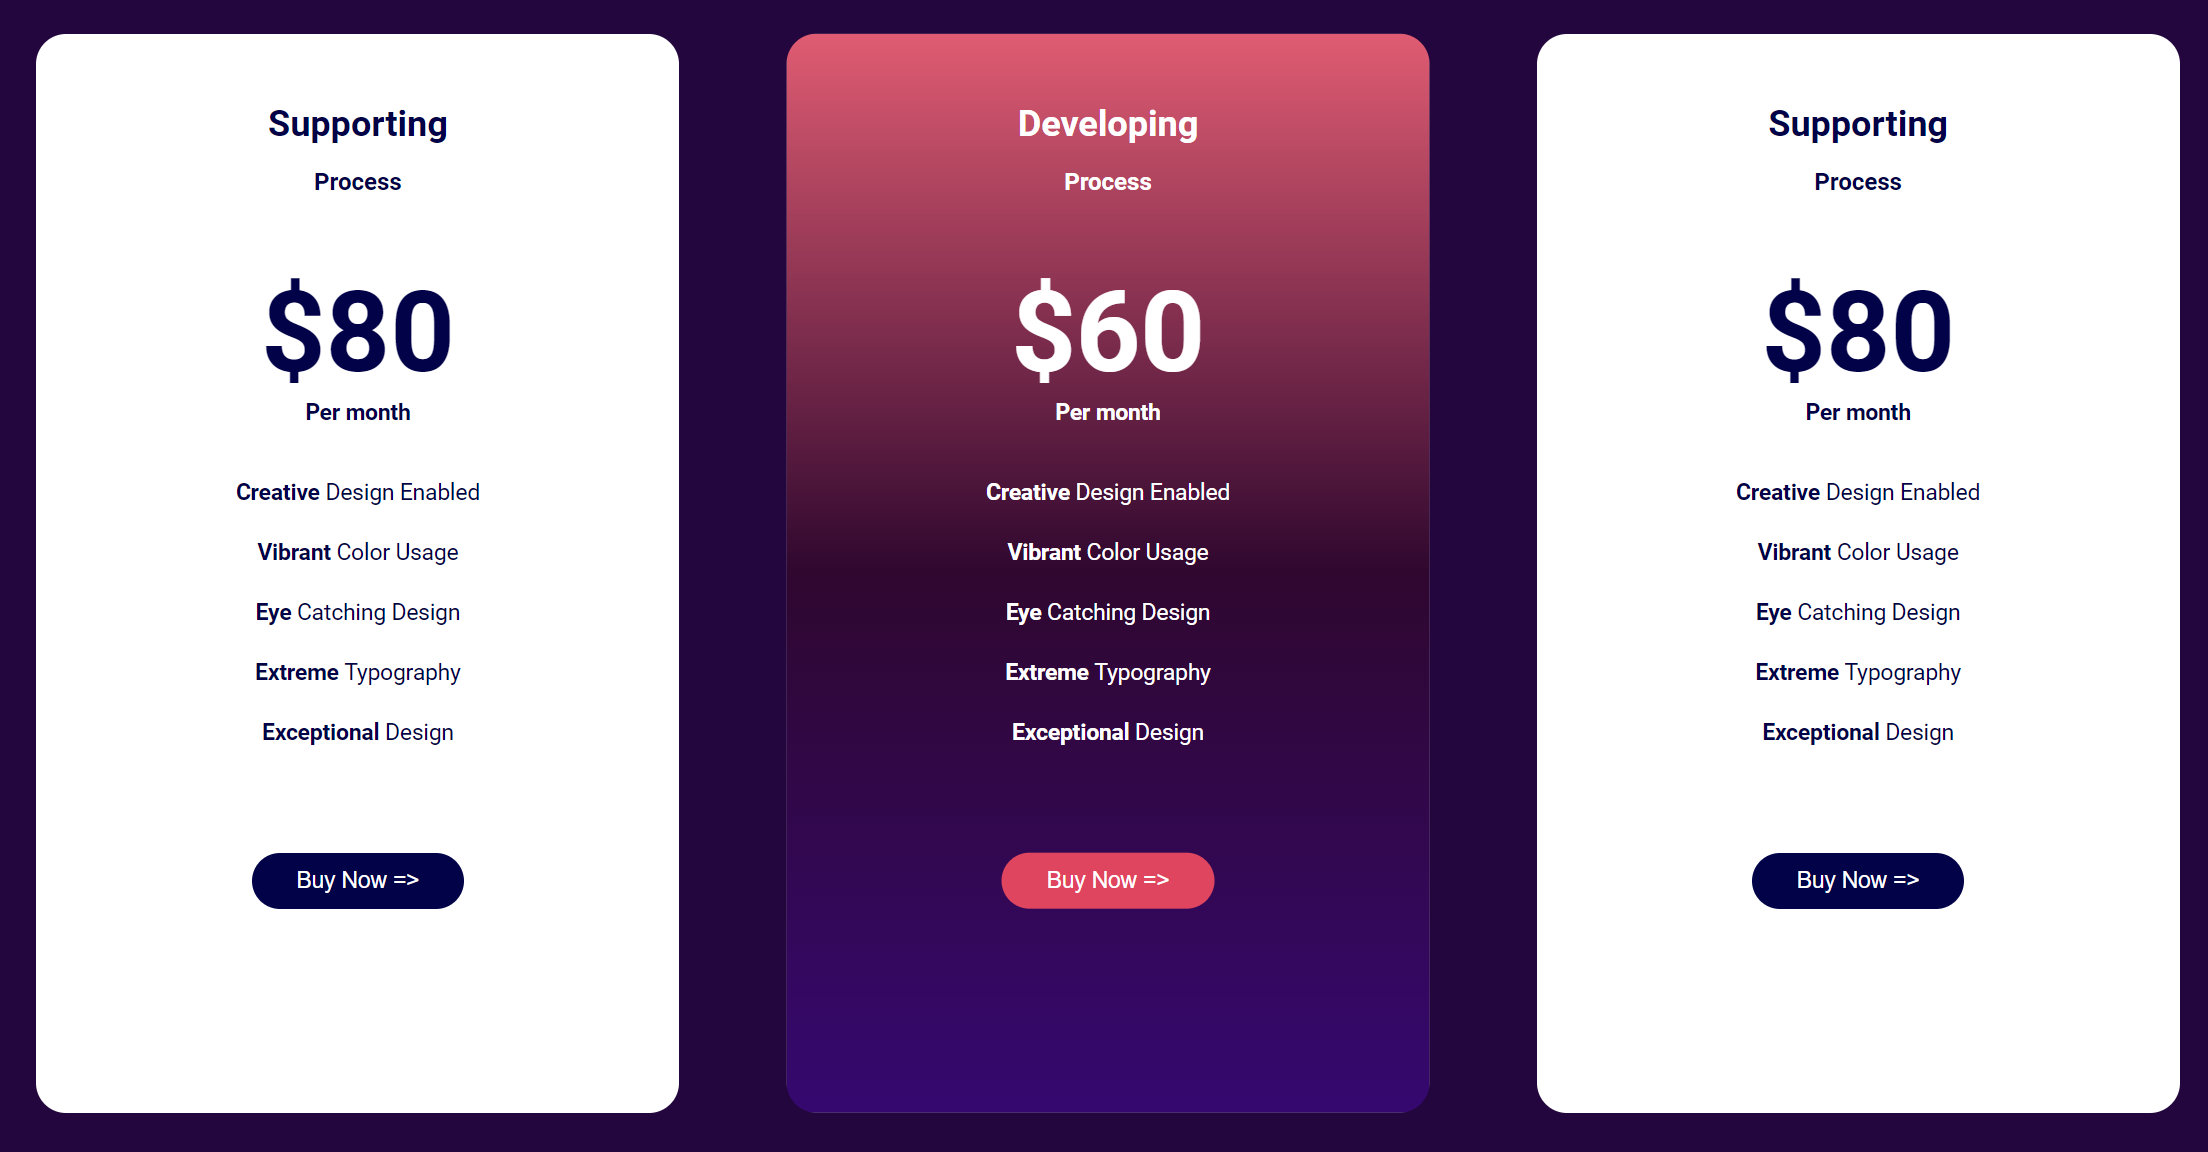 Supporting
Process
$80
Per month
Creative Design Enabled
Vibrant Color Usage
Eye Catching Design
Extreme Typography
Exceptional Design
Buy Now =>
Developing
Process
$60
Per month
Creative Design Enabled
Vibrant Color Usage
Eye Catching Design
Extreme Typography
Exceptional Design
Buy Now =>
Supporting
Process
$80
Per month
Creative Design Enabled
Vibrant Color Usage
Eye Catching Design
Extreme Typography
Exceptional Design
Buy Now =>